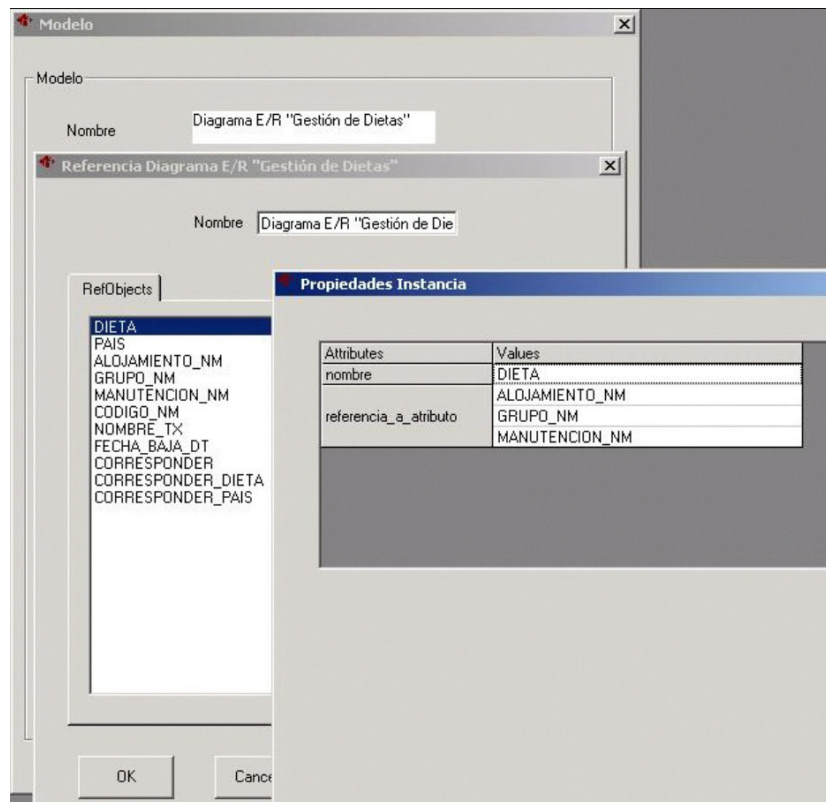 Modelo
Modelo
Nombre
Diagrama E/R "Gestión de Dietas"
Referencia Diagrama E/R "Gestión de Dietas"
Nombre
Diagrama E/R "Gestión de Die
RefObjects
DIETA
PAIS
ALOJAMIENTO_NM
GRUPO_NM
MANUTENCION_NM
CODIGO_NM
NOMBRE_TX
FECHA_BAJA_DT
CORRESPONDER
CORRESPONDER_DIETA
CORRESPONDER_PAIS
OK
Cance
Propiedades Instancia
Attributes Values
nombre DIETA
referencia_a_atributo
ALOJAMIENTO_NM
GRUPO_NM
MANUTENCION_NM